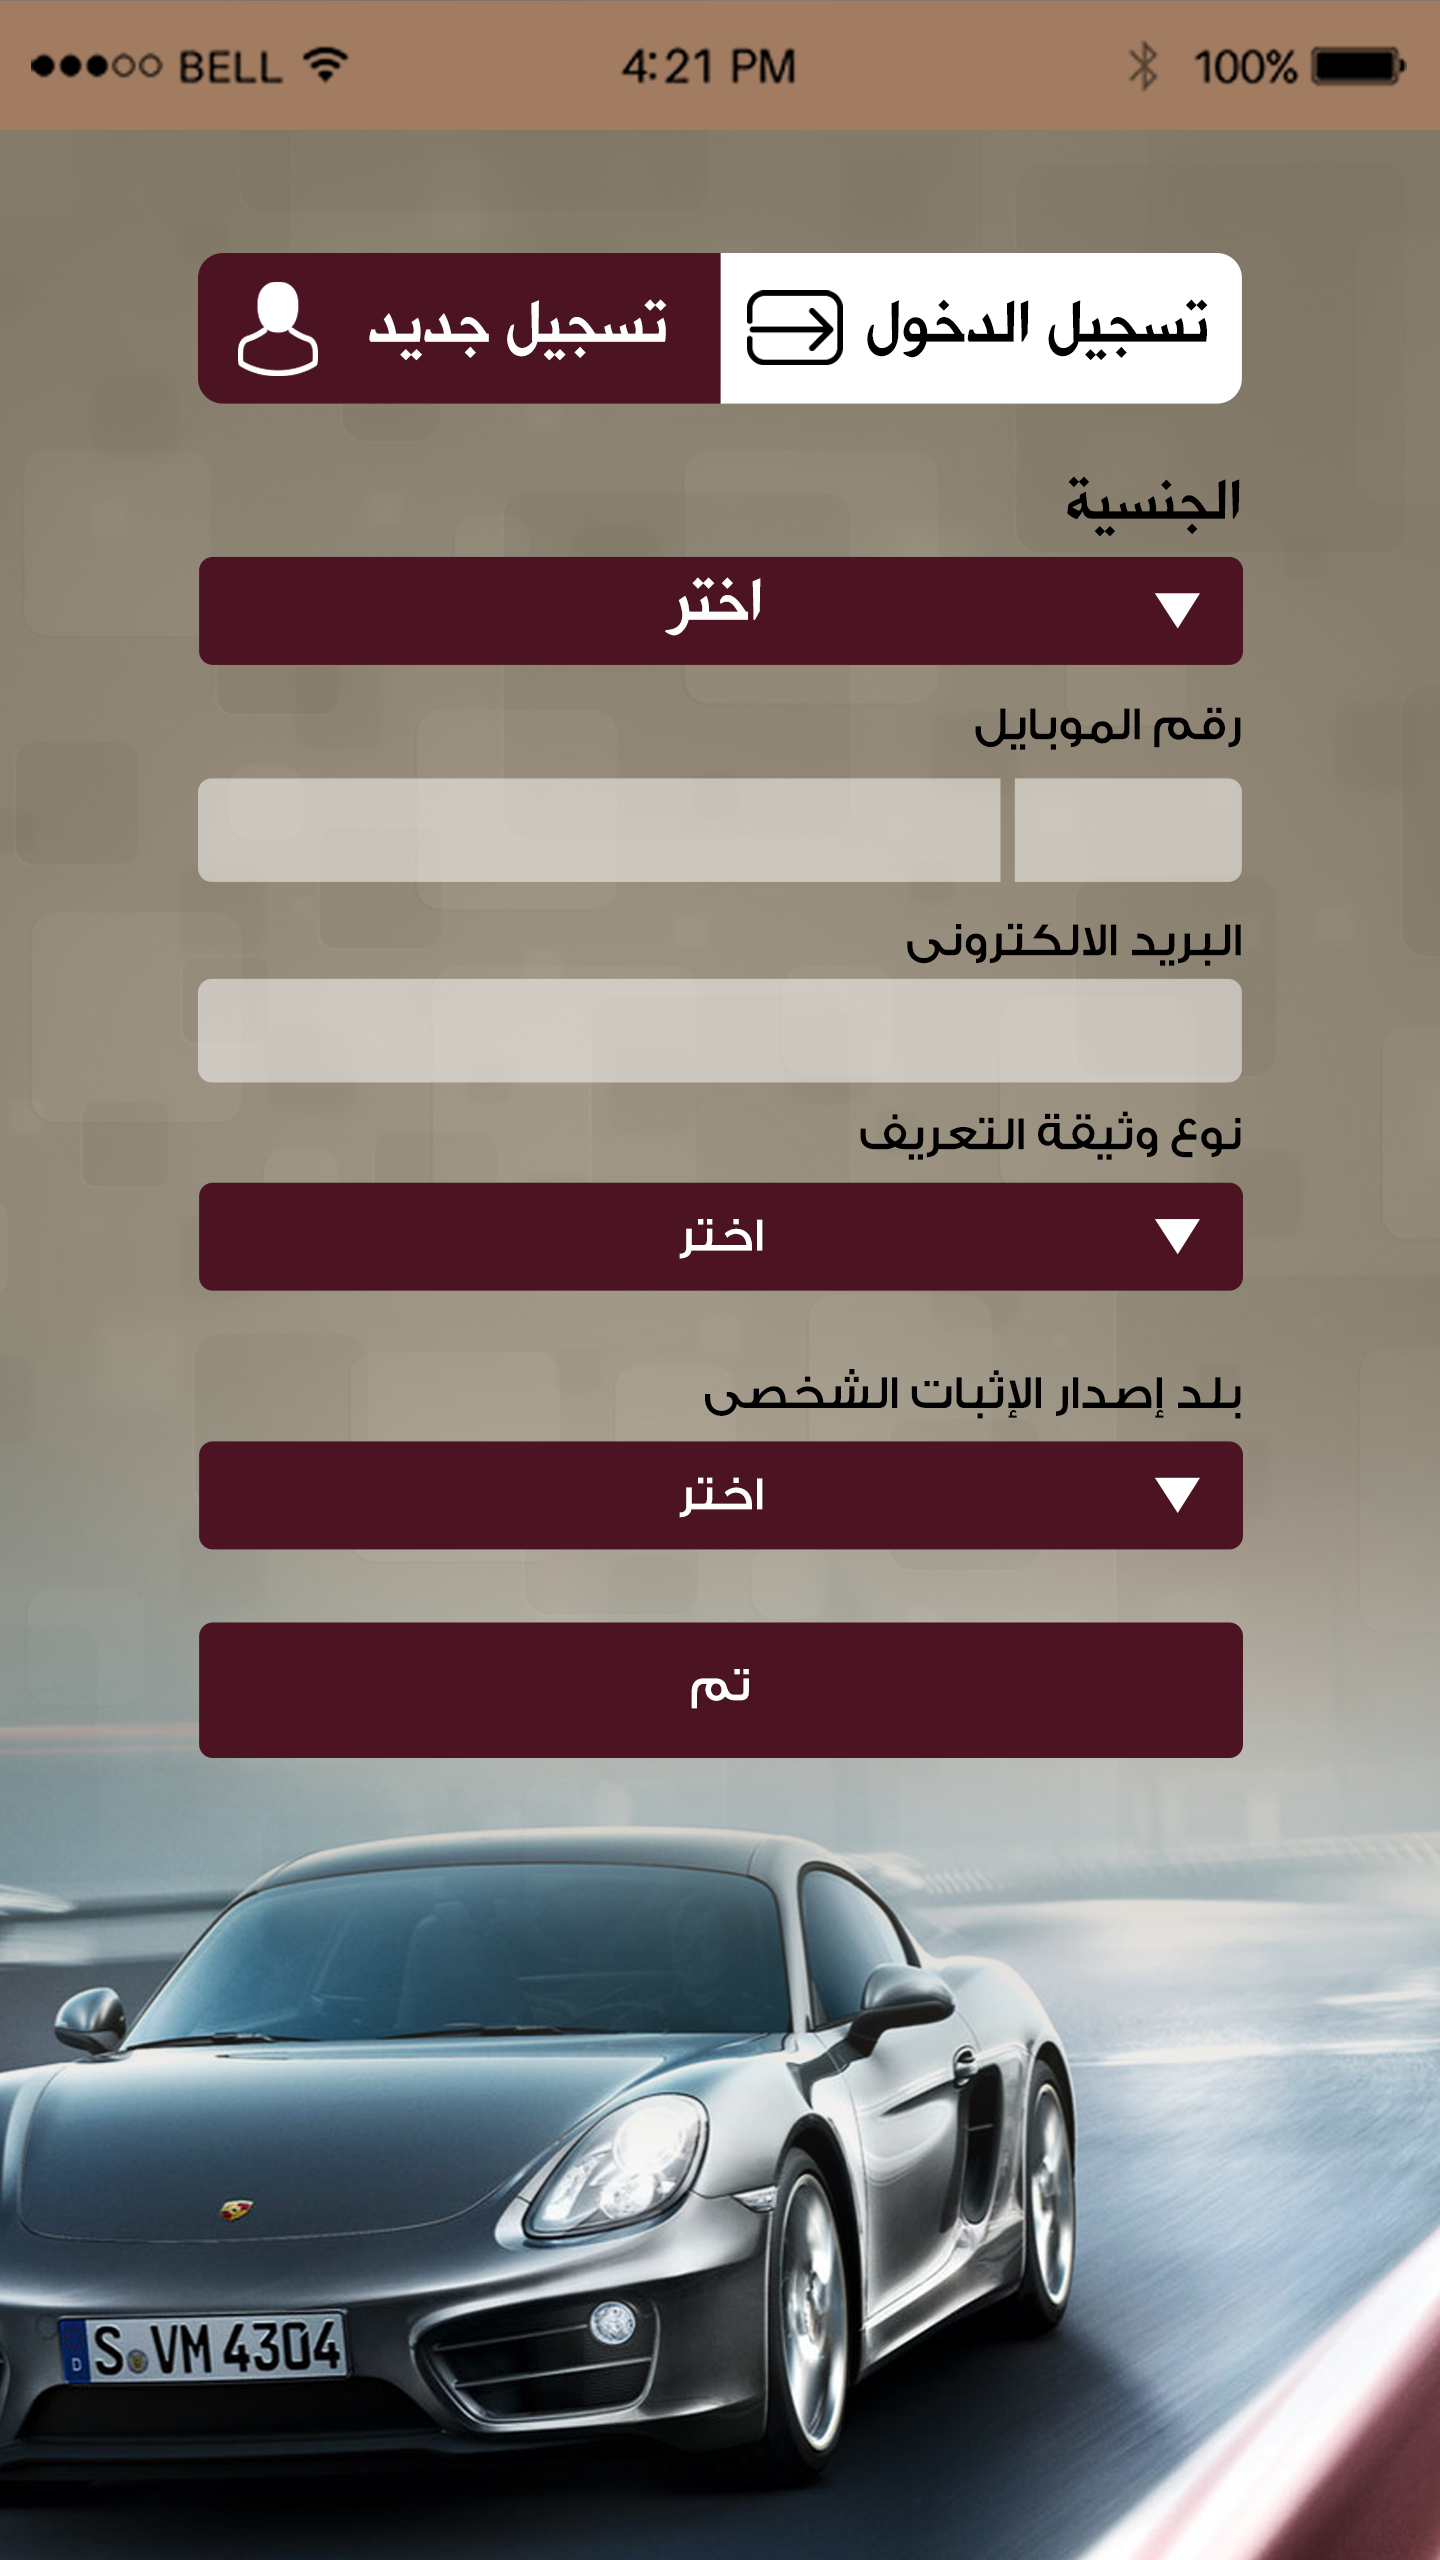 BELL 4:21 PM 100%
تسجيل الدخول تسجيل جديد
الجنسية
اختر
رقم الموبايل
البريد الالكترونى
نوع وثيقة التعريف
اختر
بلد إصدار الإثبات الشخصى
اختر
تم
D S VM 4304